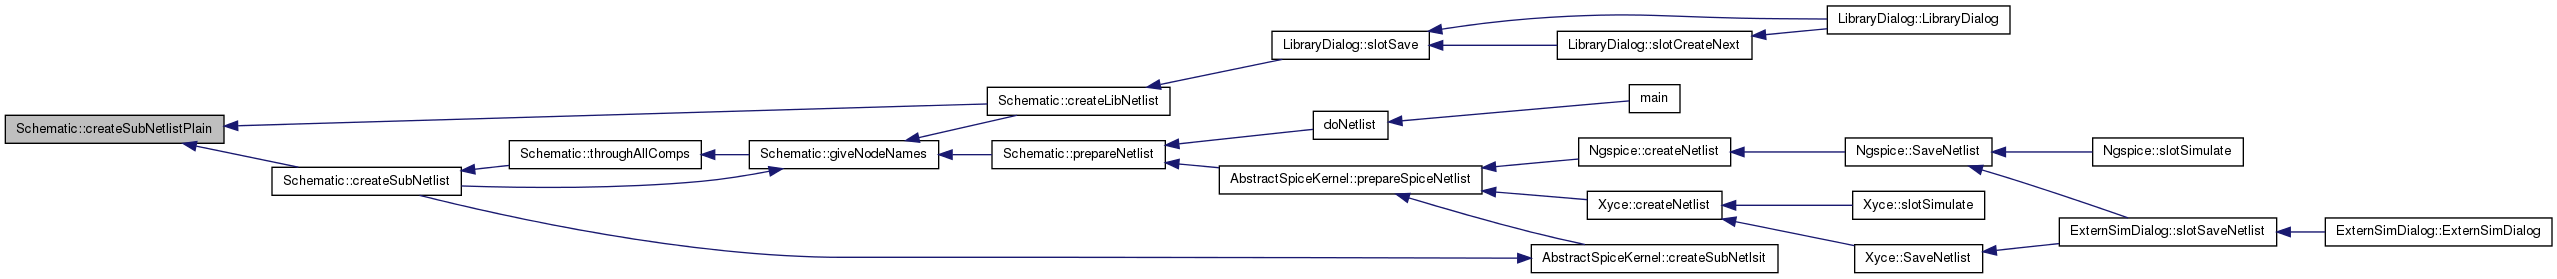 LibraryDialog::LibraryDialog
LibraryDialog::slotSave
LibraryDialog::slotCreateNext
Schematic::createLibNetlist
main
Schematic::createSubNetlistPlain
doNetlist
Schematic::throughAllComps
Schematic::giveNodeNames
Schematic::prepareNetlist
Ngspice::createNetlist
Ngspice::SaveNetlist
Ngspice::slotSimulate
Schematic::createSubNetlist
AbstractSpiceKernel::prepareSpiceNetlist
Xyce::createNetlist
Xyce::slotSimulate
ExternSimDialog::slotSaveNetlist
ExternSimDialog::ExternSimDialog
AbstractSpiceKernel::createSubNetlsit
Xyce::SaveNetlist